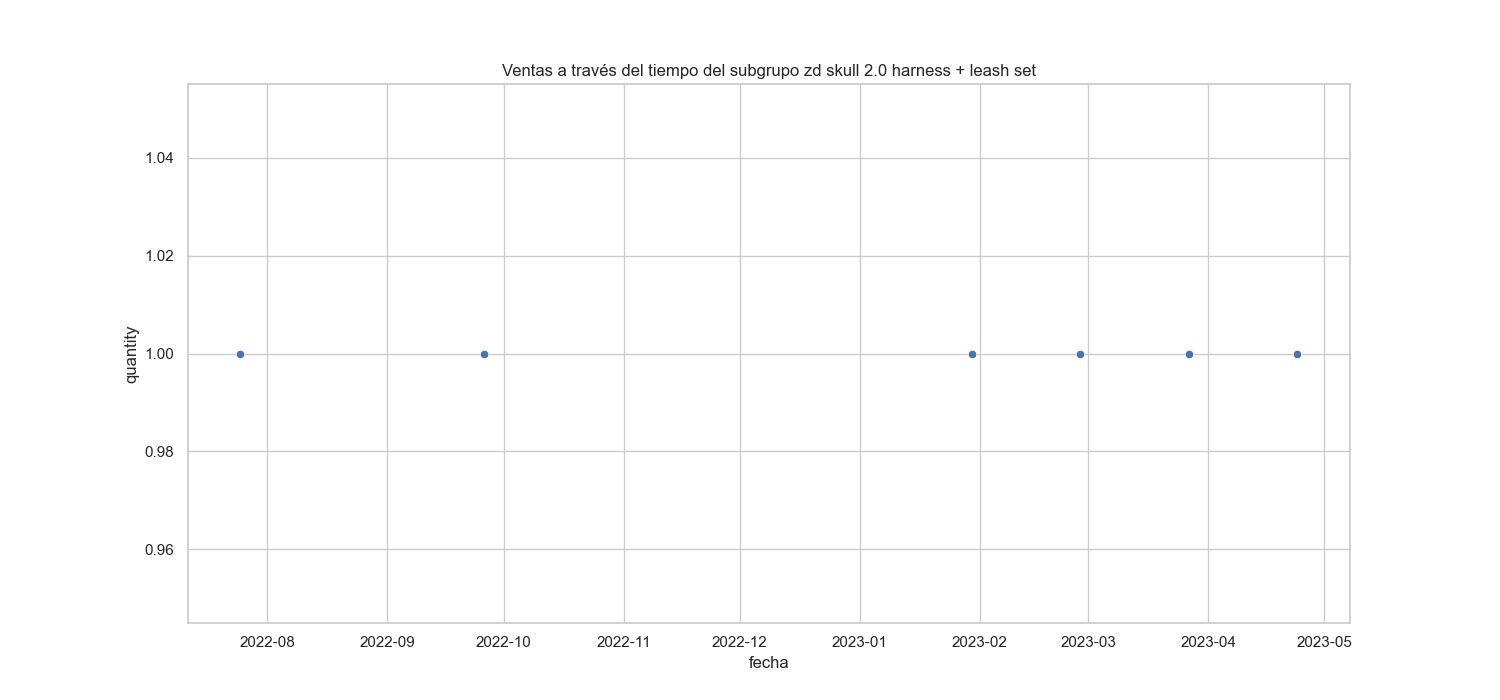 Ventas a través del tiempo del subgrupo zd skull 2.0 harness + leash set
1.04
1.02
1.00
0.98
0.96
quantity
2022-08 2022-09 2022-10 2022-11 2022-12 2023-01 2023-02 2023-03 2023-04 2023-05
fecha